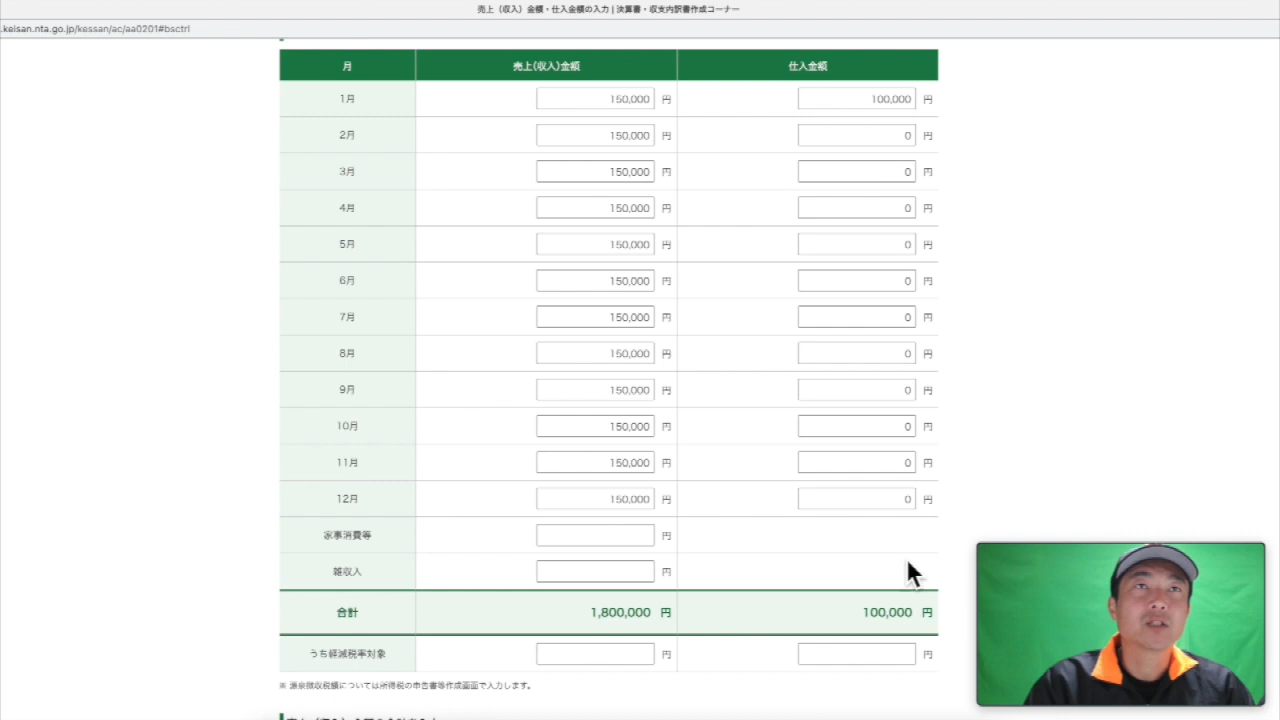 売上（収入）金額・仕入金額の入力 | 決算書・収支内訳書作成コーナー
.keisan.nta.go.jp/kessan/ac/aa0201#bsctrl
月 売上(収入)金額 仕入金額
1月 150,000 円 100,000 円
2月 150,000 円 0 円
3月 150,000 円 0 円
4月 150,000 円 0 円
5月 150,000 円 0 円
6月 150,000 円 0 円
7月 150,000 円 0 円
8月 150,000 円 0 円
9月 150,000 円 0 円
10月 150,000 円 0 円
11月 150,000 円 0 円
12月 150,000 円 0 円
家事消費等 円
雑収入 円
合計 1,800,000 円 100,000 円
うち軽減税率対象 円 円
※ 源泉徴収税額については所得税の申告書等作成画面で入力します。